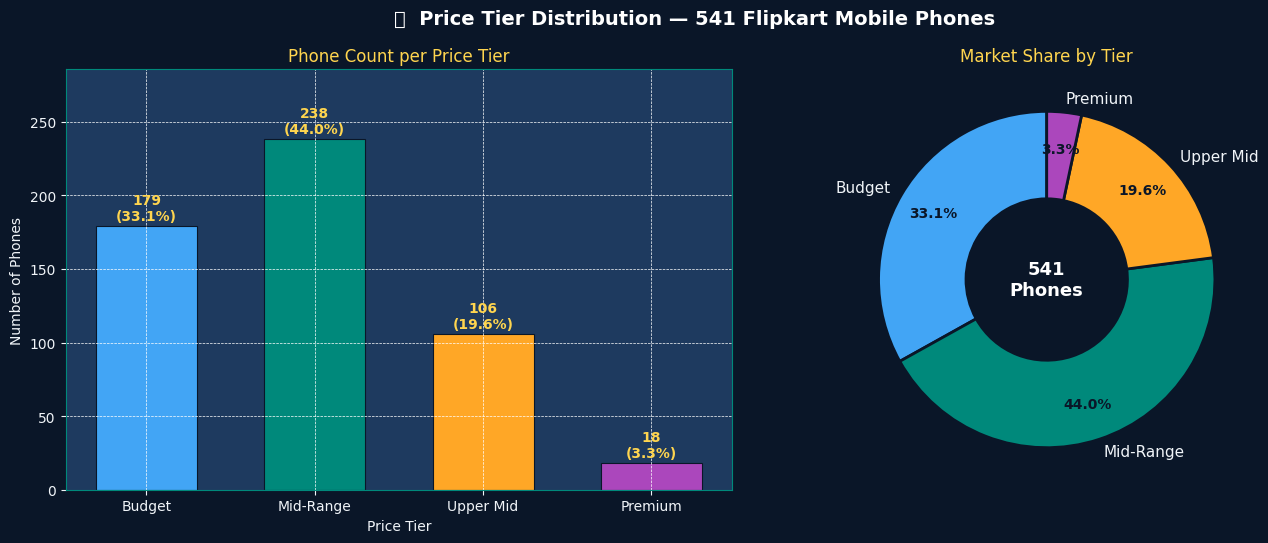 Price Tier Distribution — 541 Flipkart Mobile Phones
Phone Count per Price Tier
Number of Phones
250
200
150
100
50
0
179
(33.1%)
238
(44.0%)
106
(19.6%)
18
(3.3%)
Budget
Mid-Range
Upper Mid
Premium
Price Tier
Market Share by Tier
Premium
Upper Mid
Budget
Mid-Range
3.3%
19.6%
33.1%
44.0%
541
Phones